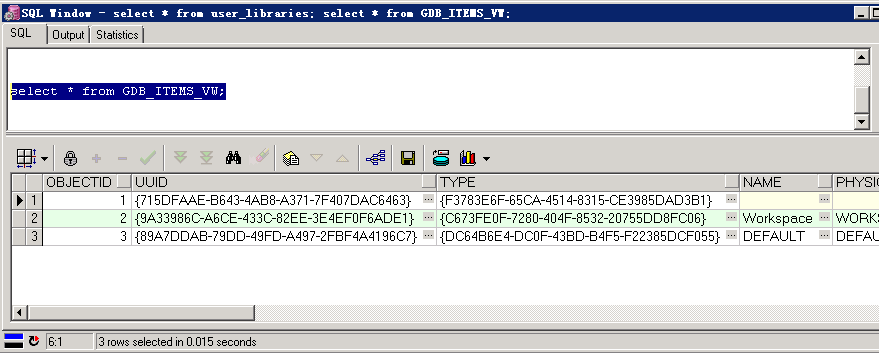 SQL Window - select * from user_libraries; select * from GDB_ITEMS_VW;
SQL Output Statistics
select * from GDB_ITEMS_VW;
OBJECTID UUID TYPE NAME PHYSIC
1 1 {715DFAAE-B643-4AB8-A371-7F407DAC6463} ... {F3783E6F-65CA-4514-8315-CE3985DAD3B1} ... ...
2 2 {9A33986C-A6CE-433C-82EE-3E4EF0F6ADE1} ... {C673FE0F-7280-404F-8532-20755DD8FC06} ... Workspace ... WORKS
3 3 {89A7DDAB-79DD-49FD-A497-2FBF4A4196C7} ... {DC64B6E4-DC0F-43BD-B4F5-F22385DCF055} ... DEFAULT ... DEFAU
6:1 3 rows selected in 0.015 seconds